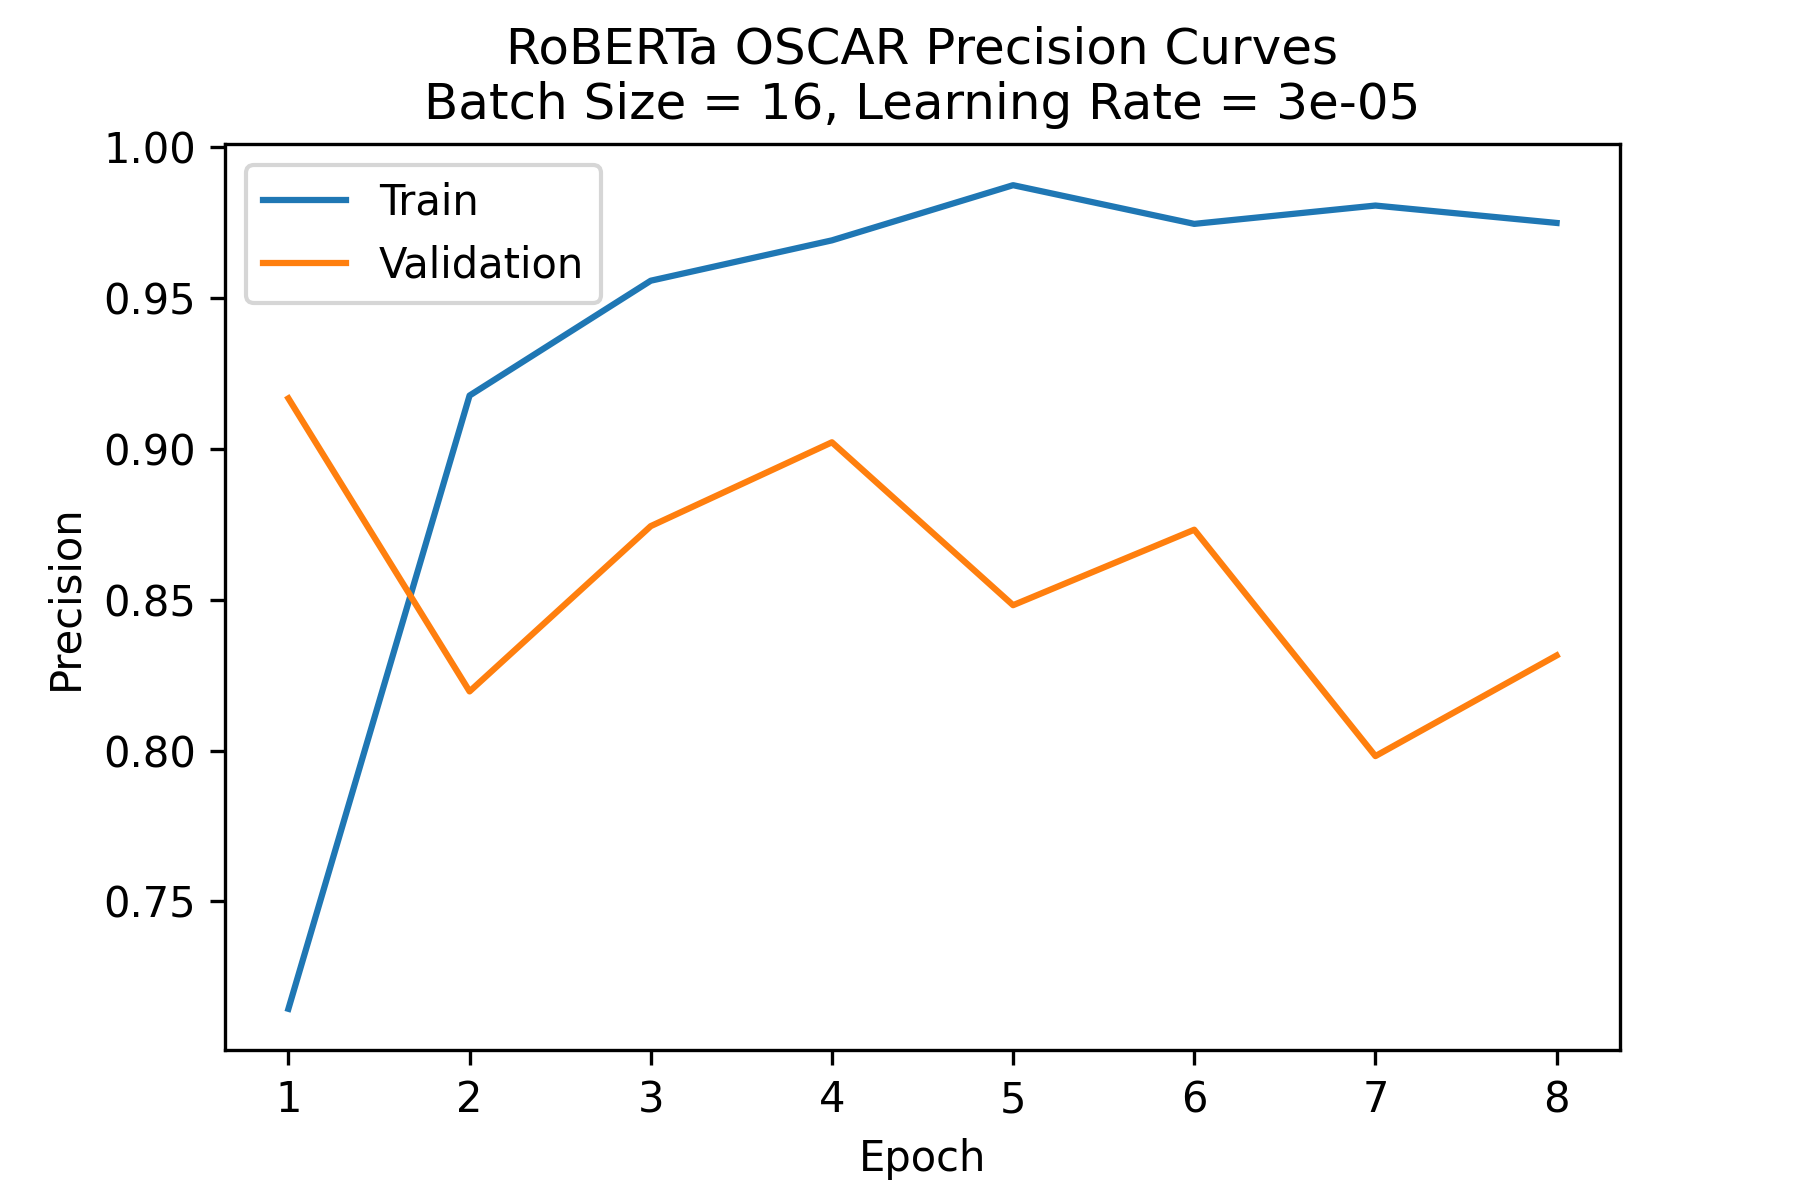 RoBERTa OSCAR Precision Curves
Batch Size = 16, Learning Rate = 3e-05
Train
Validation
1.00
0.95
0.90
0.85
0.80
0.75
Precision
1 2 3 4 5 6 7 8
Epoch